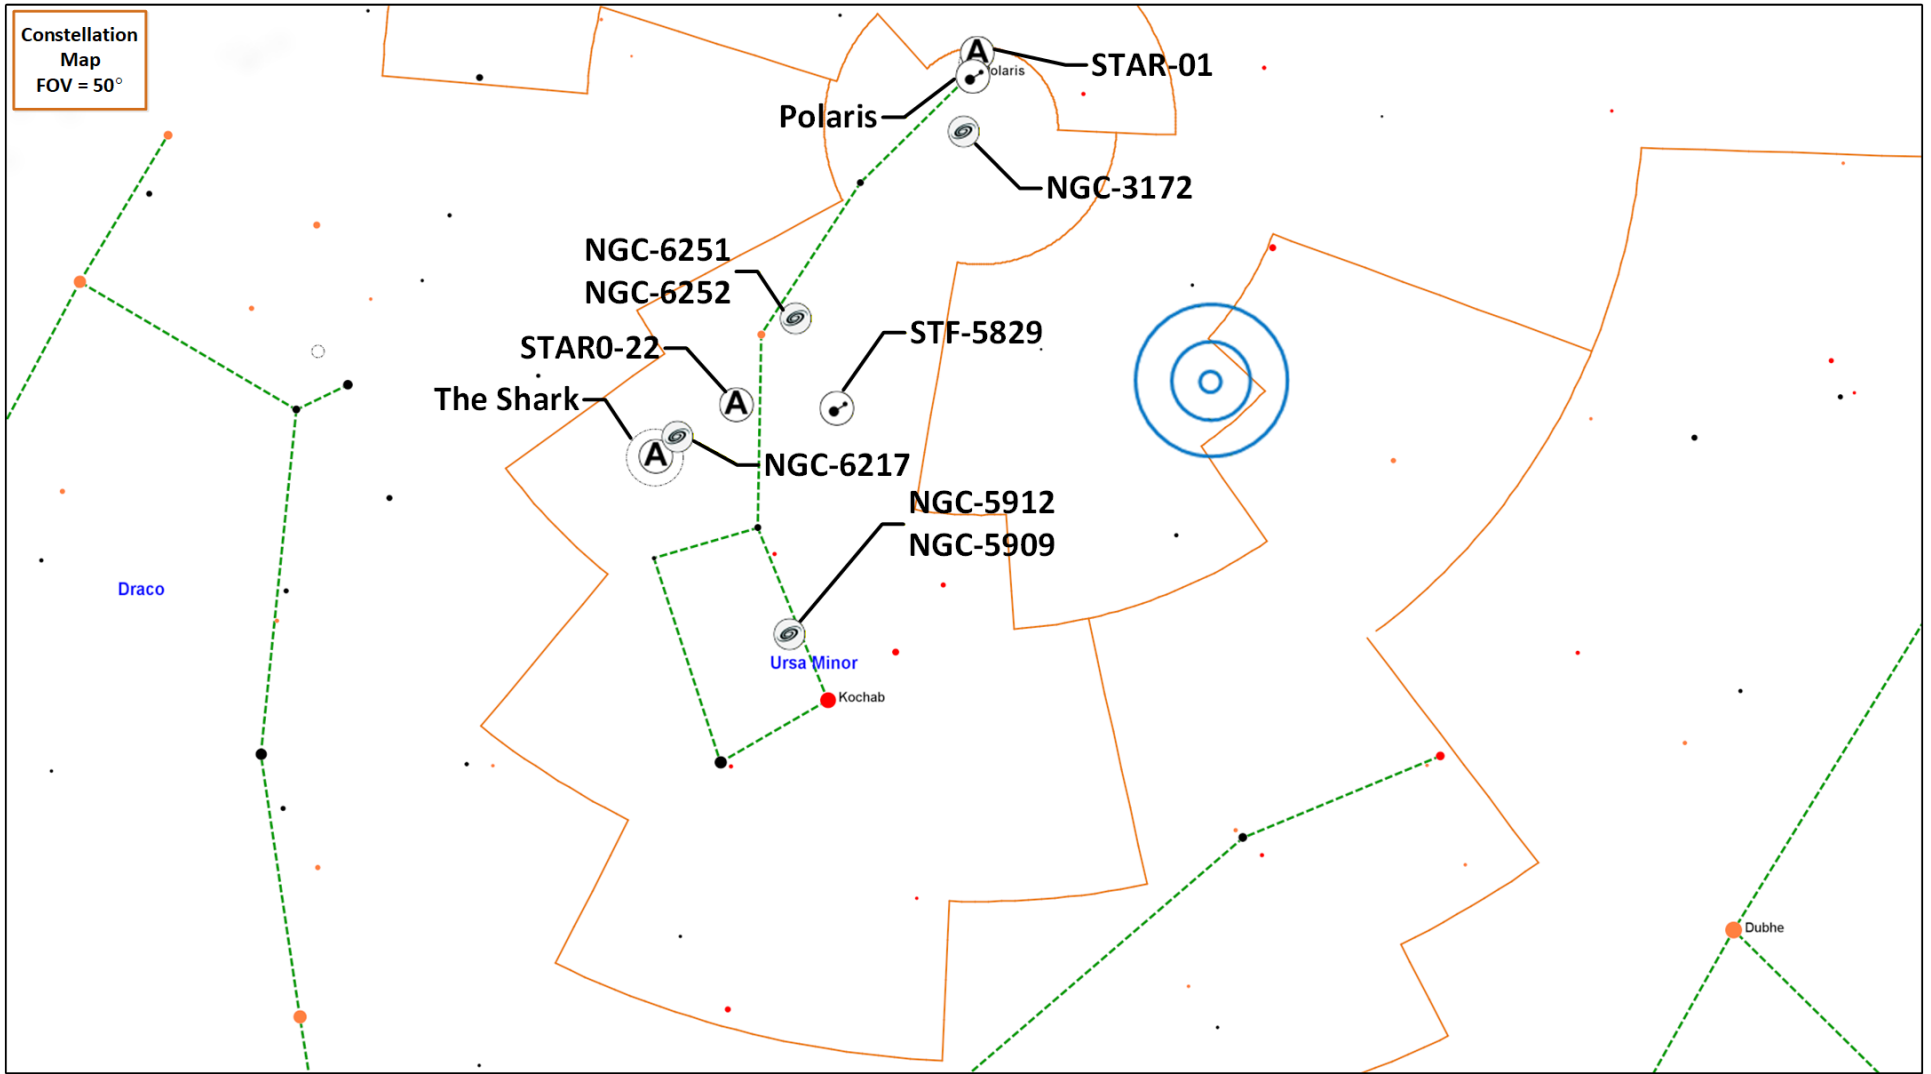 Constellation
Map
FOV = 50°
A
STAR-01
olaris
Polaris
NGC-3172
NGC-6251
NGC-6252
STF-5829
STAR0-22
A
The Shark
A
NGC-6217
NGC-5912
NGC-5909
Draco
Ursa Minor
Kochab
Dubhe